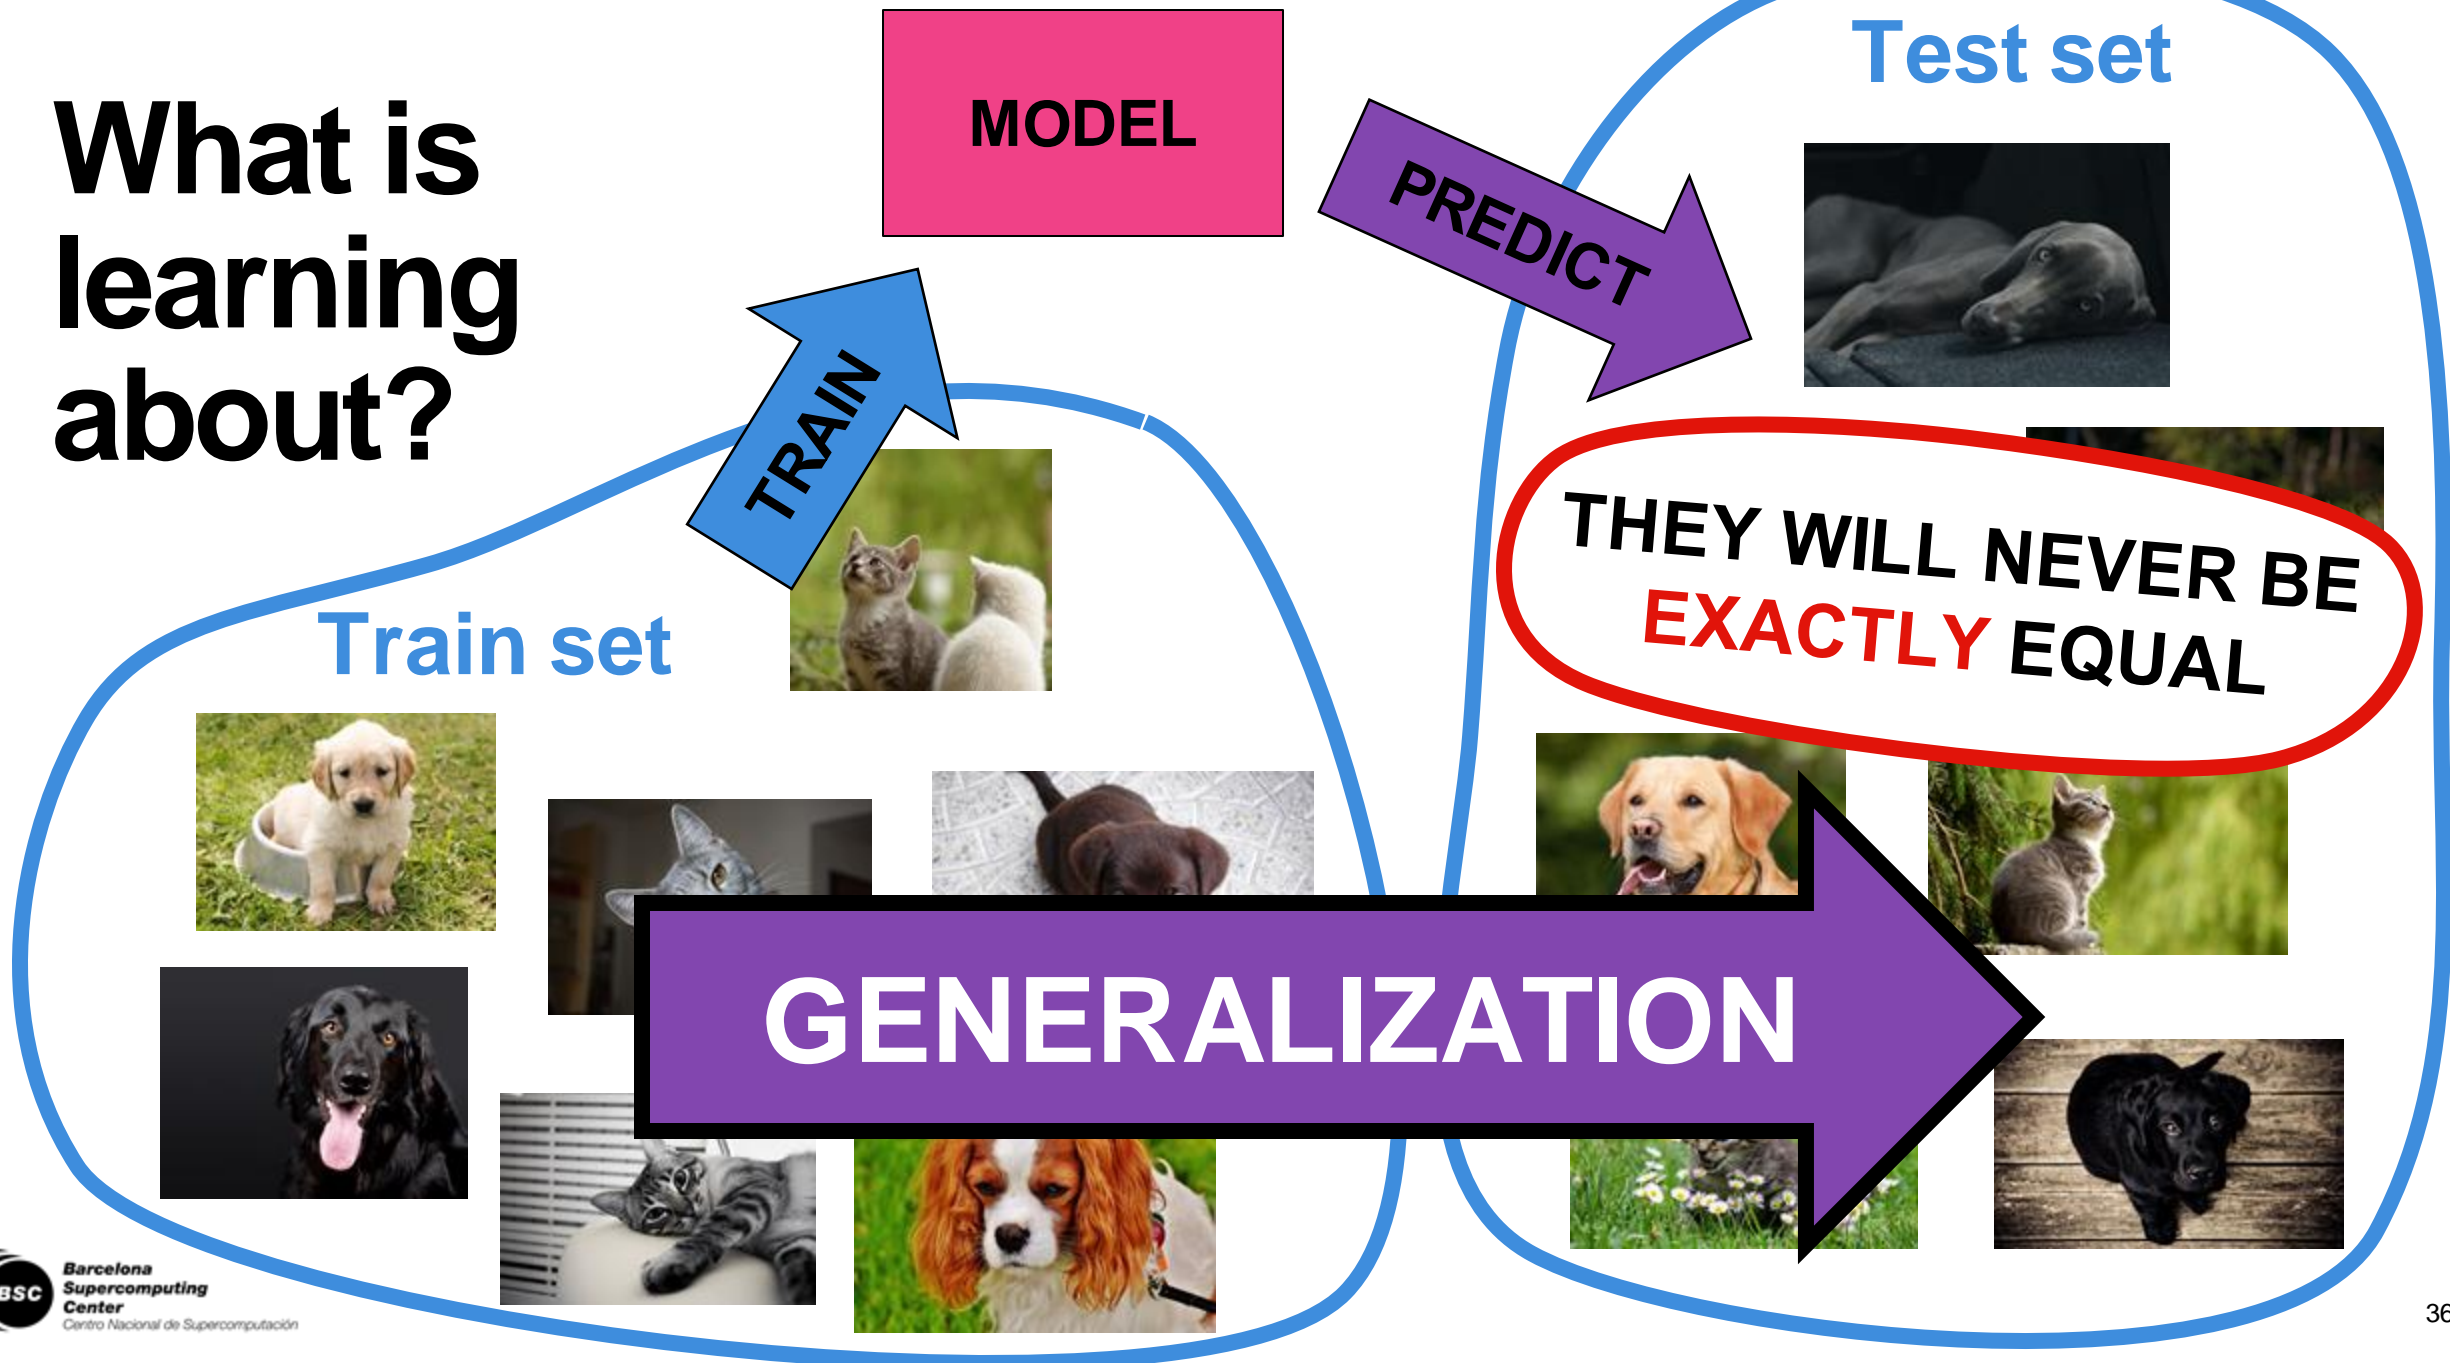 What is
learning
about?
MODEL
Test set
PREDICT
TRAIN
Train set
THEY WILL NEVER BE
EXACTLY EQUAL
GENERALIZATION
BSC
Barcelona
Supercomputing
Center
Centro Nacional de Supercomputación
36